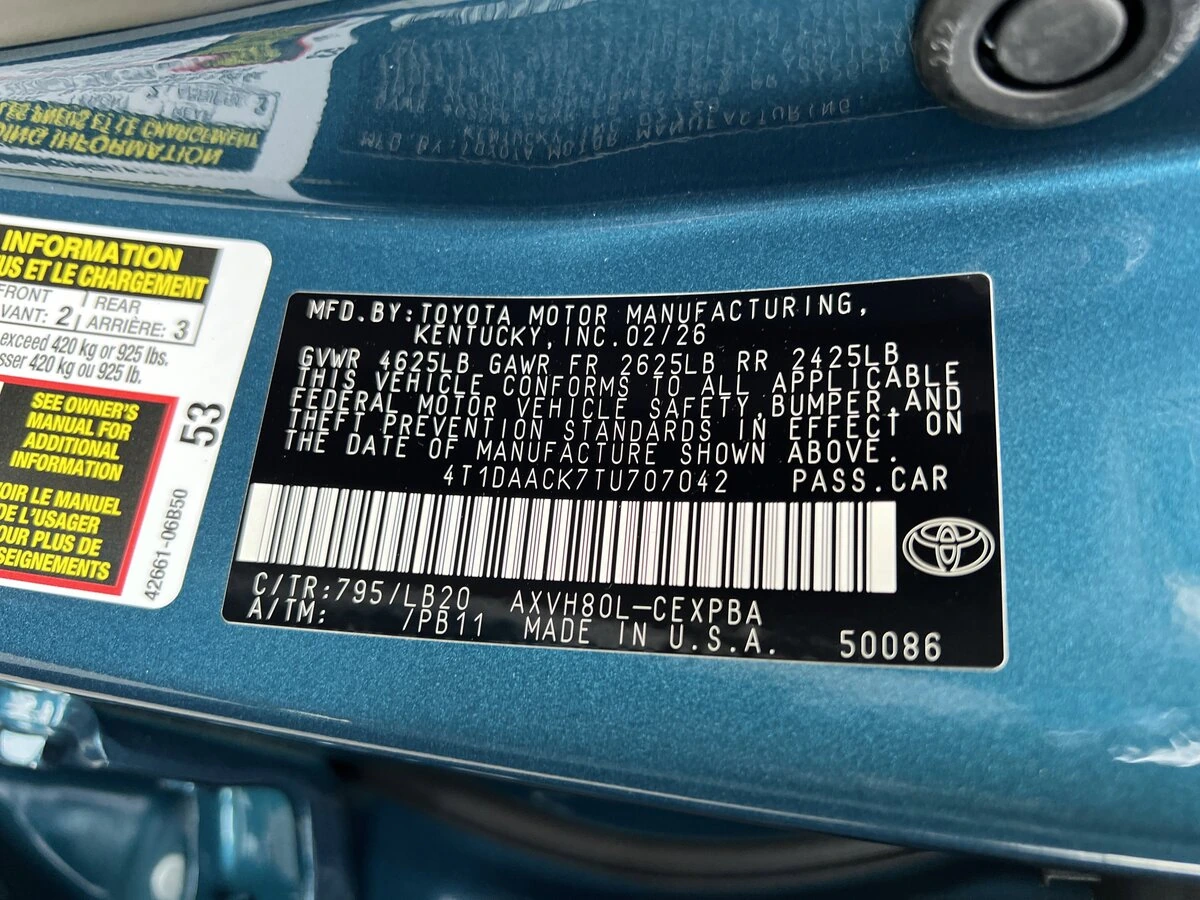 INFORMATION
US ET LE CHARGEMENT
FRONT
REAR
VANT: 2
ARRIÈRE: 3
exceed 420 kg or 925 lbs.
sser 420 kg ou 925 lb.
SEE OWNER'S
MANUAL FOR
ADDITIONAL
INFORMATION
OIR LE MANUEL
DE L'USAGER
OUR PLUS DE
SEIGNEMENTS
53
42661-06B50
MFD.BY:TOYOTA MOTOR MANUFACTURING,
KENTUCKY,INC.02/26
GVWR 4625LB GAWR FR 2625LB RR 2425LB
THIS VEHICLE CONFORMS TO ALL APPLICABLE
FEDERAL MOTOR VEHICLE SAFETY,BUMPER,AND
THEFT PREVENTION STANDARDS IN EFFECT ON
THE DATE OF MANUFACTURE SHOWN ABOVE.
4T1DAACK7TU707042 PASS.CAR
C/TR:795/LB20 AXVH80L-CEXPBA
A/TM: /PB11 MADE IN U.S.A. 50086
222